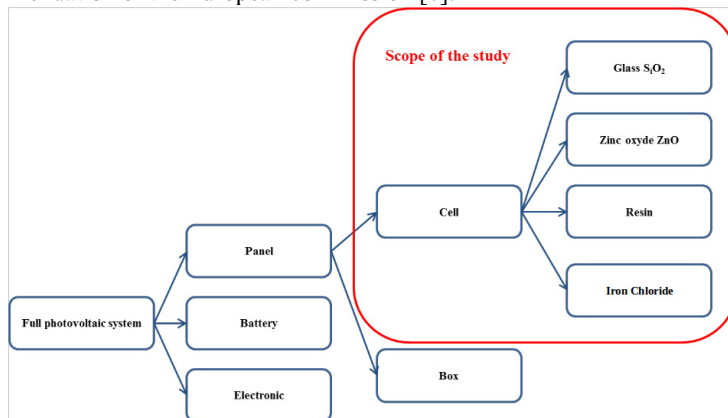 Scope of the study
Glass SiO₂
Zinc oxyde ZnO
Cell
Resin
Panel
Iron Chloride
Full photovoltaic system
Battery
Box
Electronic